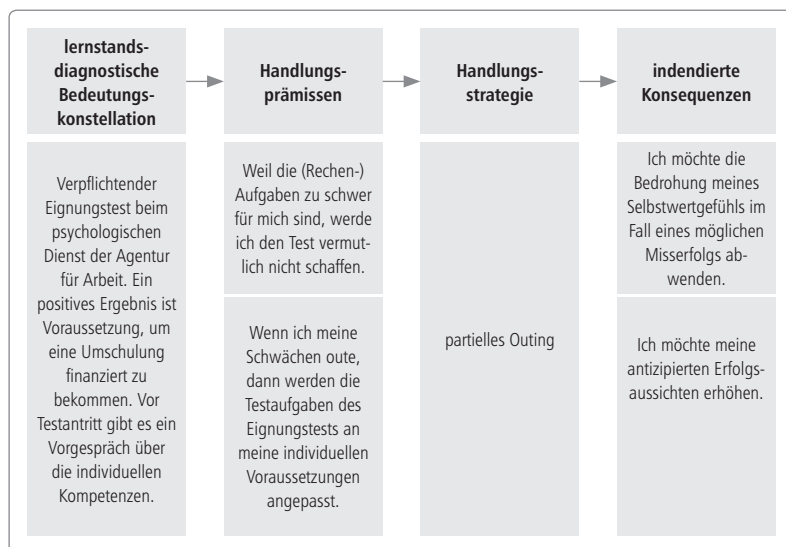 lernstands-
diagnostische
Bedeutungs-
konstellation
Handlungs-
prämissen
Handlungs-
strategie
indendierte
Konsequenzen
Verpflichtender
Eignungstest beim
psychologischen
Dienst der Agentur
für Arbeit. Ein
positives Ergebnis ist
Voraussetzung, um
eine Umschulung
finanziert zu
bekommen. Vor
Testantritt gibt es ein
Vorgespräch über
die individuellen
Kompetenzen.
Weil die (Rechen-)
Aufgaben zu schwer
für mich sind, werde
ich den Test vermut-
lich nicht schaffen.
Wenn ich meine
Schwächen oute,
dann werden die
Testaufgaben des
Eignungstests an
meine individuellen
Voraussetzungen
angepasst.
partielles Outing
Ich möchte die
Bedrohung meines
Selbstwertgefühls im
Fall eines möglichen
Misserfolgs ab-
wenden.
Ich möchte meine
antizipierten Erfolgs-
aussichten erhöhen.